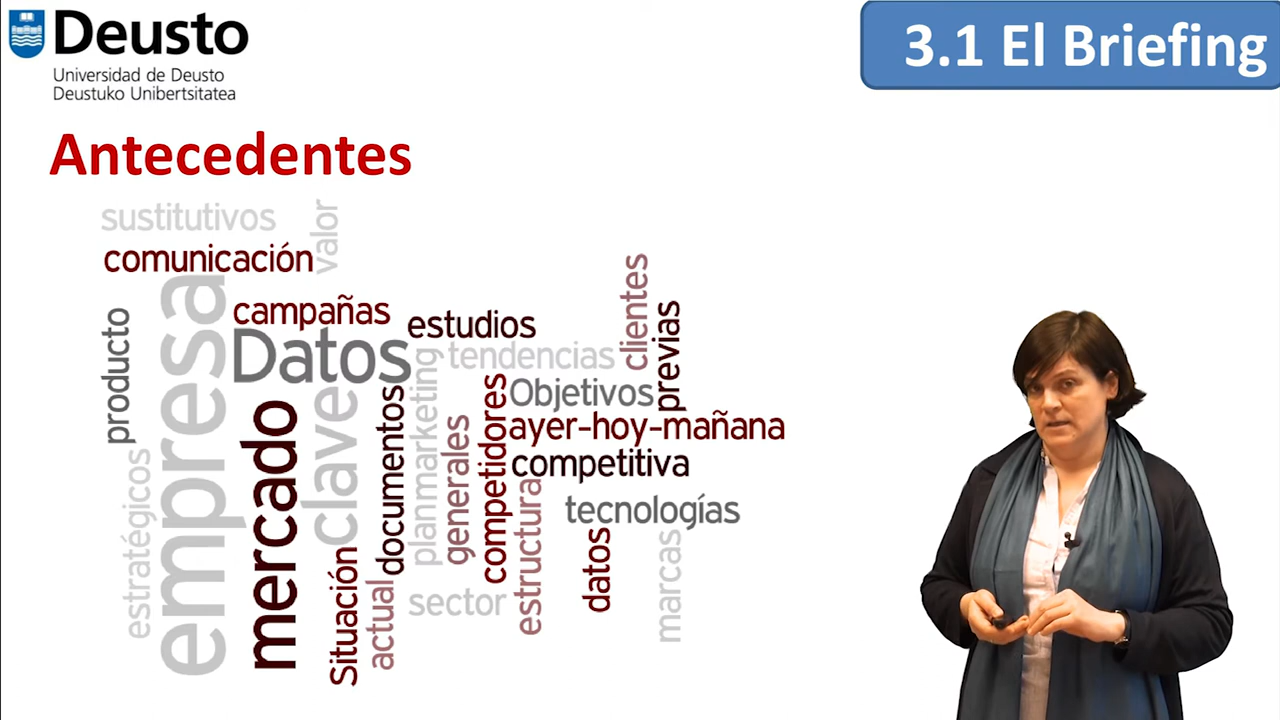 Deusto
Universidad de Deusto
Deustuko Unibertsitatea
3.1 El Briefing
Antecedentes
sustitutivos
valor
comunicación
empresa
campañas
producto
Datos
estudios
tendencias
clientes
previas
Objetivos
ayer-hoy-mañana
competitiva
tecnologías
mercado
clave
documentos
planmarketing
generales
competidores
estructura
estratégicos
Situación
actual
sector
datos
marcas